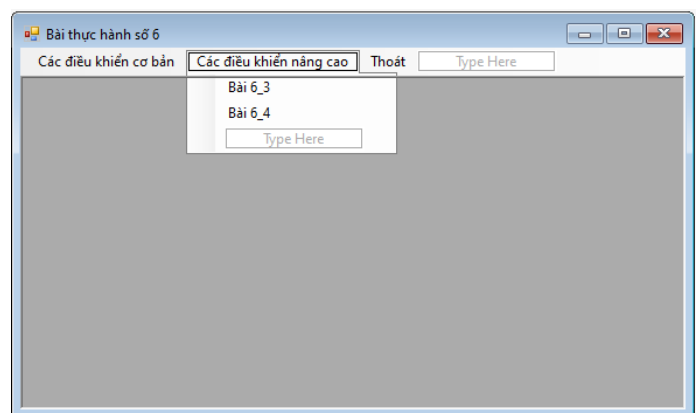 Bài thực hành số 6
Các điều khiển cơ bản Các điều khiển nâng cao Thoát Type Here
Bài 6_3
Bài 6_4
Type Here